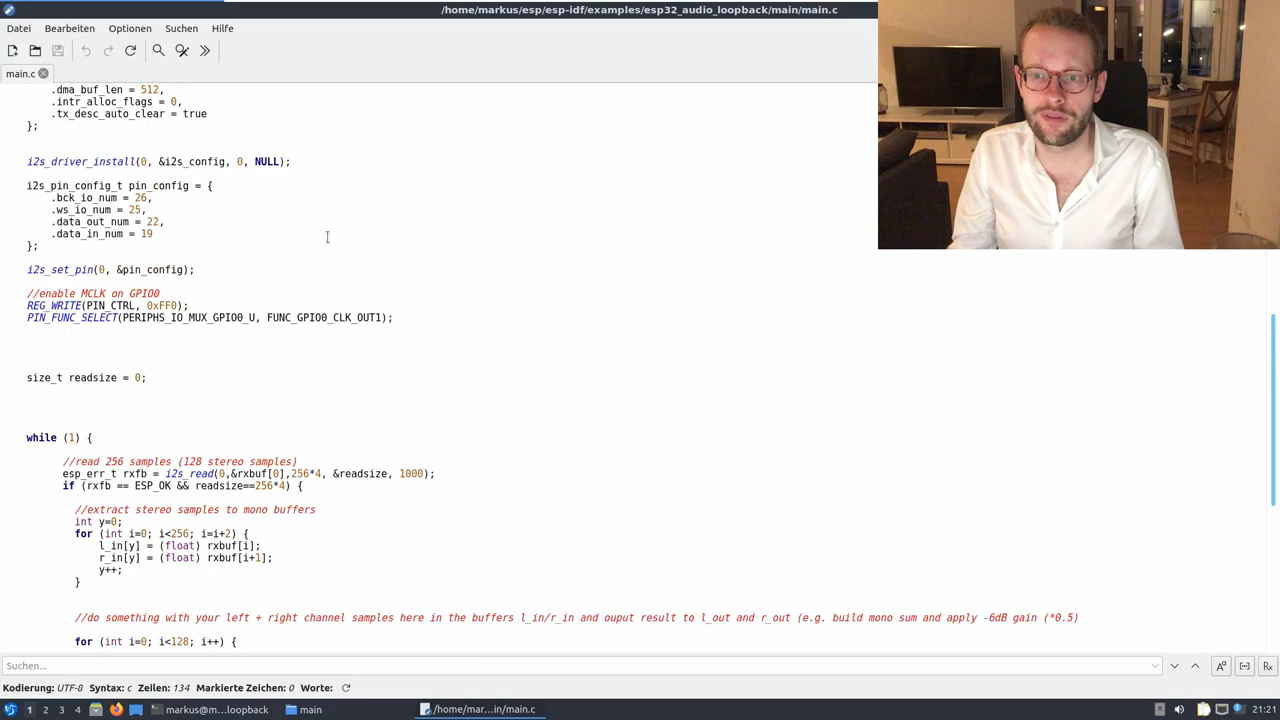 /home/markus/esp/esp-idf/examples/esp32_audio_loopback/main/main.c
Datei Bearbeiten Optionen Suchen Hilfe
main.c
.dma_buf_len = 512,
.intr_alloc_flags = 0,
.tx_desc_auto_clear = true
};
i2s_driver_install(0, &i2s_config, 0, NULL);
i2s_pin_config_t pin_config = {
.bck_io_num = 26,
.ws_io_num = 25,
.data_out_num = 22,
.data_in_num = 19
};
i2s_set_pin(0, &pin_config);
//enable MCLK on GPIO0
REG_WRITE(PIN_CTRL, 0xFF0);
PIN_FUNC_SELECT(PERIPHS_IO_MUX_GPIO0_U, FUNC_GPIO0_CLK_OUT1);
size_t readsize = 0;
while (1) {
//read 256 samples (128 stereo samples)
esp_err_t rxfb = i2s_read(0,&rxbuf[0],256*4, &readsize, 1000);
if (rxfb == ESP_OK && readsize==256*4) {
//extract stereo samples to mono buffers
int y=0;
for (int i=0; i<256; i=i+2) {
l_in[y] = (float) rxbuf[i];
r_in[y] = (float) rxbuf[i+1];
y++;
}
//do something with your left + right channel samples here in the buffers l_in/r_in and ouput result to l_out and r_out (e.g. build mono sum and apply -6dB gain (*0.5)
for (int i=0; i<128; i++) {
Suchen...
Kodierung: UTF-8 Syntax: c Zeilen: 134 Markierte Zeichen: 0 Worte:
1 2 3 4 markus@m...loopback main /home/mar...in/main.c 21:21